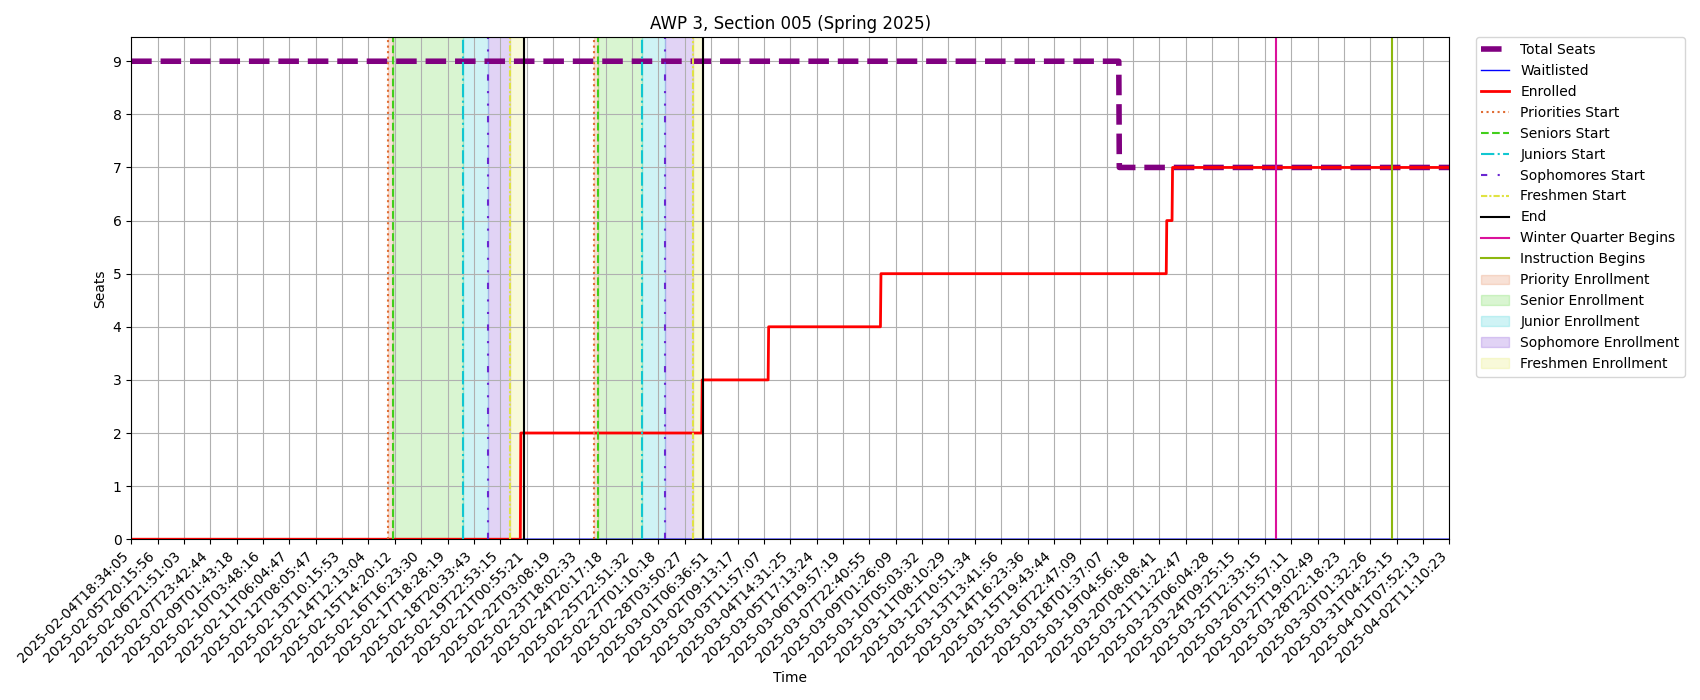 AWP 3, Section 005 (Spring 2025)
Seats
9
8
7
6
5
4
3
2
1
0
2025-02-04T18:34:05
2025-02-05T20:15:56
2025-02-06T21:51:03
2025-02-07T23:42:44
2025-02-09T01:43:18
2025-02-10T03:48:16
2025-02-11T06:04:47
2025-02-12T08:05:47
2025-02-13T10:15:53
2025-02-14T12:13:04
2025-02-15T14:20:12
2025-02-16T16:23:30
2025-02-17T18:28:19
2025-02-18T20:33:43
2025-02-19T22:53:15
2025-02-21T00:55:21
2025-02-22T03:08:19
2025-02-23T18:02:33
2025-02-24T20:17:18
2025-02-25T22:51:32
2025-02-27T01:10:18
2025-02-28T03:50:27
2025-03-01T06:36:51
2025-03-02T09:13:17
2025-03-03T11:57:07
2025-03-04T14:31:25
2025-03-05T17:13:24
2025-03-06T19:57:19
2025-03-07T22:40:55
2025-03-09T01:26:09
2025-03-10T05:03:32
2025-03-11T08:10:29
2025-03-12T10:51:34
2025-03-13T13:41:56
2025-03-14T16:23:36
2025-03-15T19:43:44
2025-03-16T22:47:09
2025-03-18T01:37:07
2025-03-19T04:56:18
2025-03-20T08:08:41
2025-03-21T11:22:47
2025-03-23T06:04:28
2025-03-24T09:25:15
2025-03-25T12:33:15
2025-03-26T15:57:11
2025-03-27T19:02:49
2025-03-28T22:18:23
2025-03-30T01:32:26
2025-03-31T04:25:15
2025-04-01T07:52:13
2025-04-02T11:10:23
Time
Total Seats
Waitlisted
Enrolled
Priorities Start
Seniors Start
Juniors Start
Sophomores Start
Freshmen Start
End
Winter Quarter Begins
Instruction Begins
Priority Enrollment
Senior Enrollment
Junior Enrollment
Sophomore Enrollment
Freshmen Enrollment